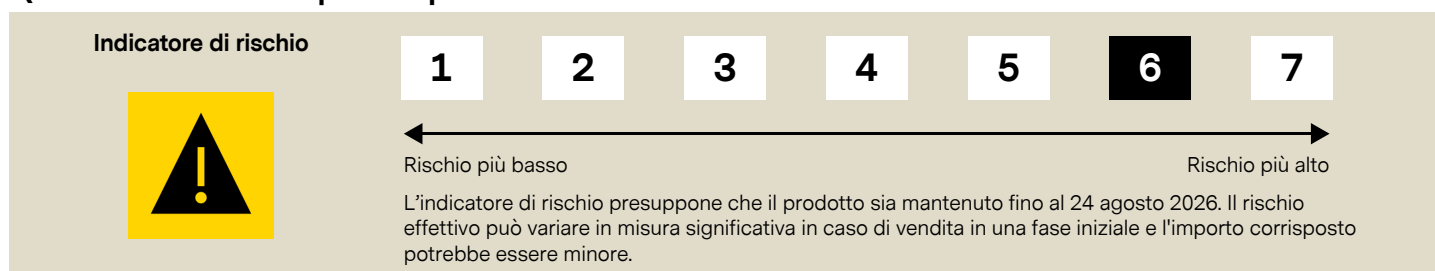 Indicatore di rischio
1 2 3 4 5 6 7
Rischio più basso Rischio più alto
L'indicatore di rischio presuppone che il prodotto sia mantenuto fino al 24 agosto 2026. Il rischio
effettivo può variare in misura significativa in caso di vendita in una fase iniziale e l'importo corrisposto
potrebbe essere minore.